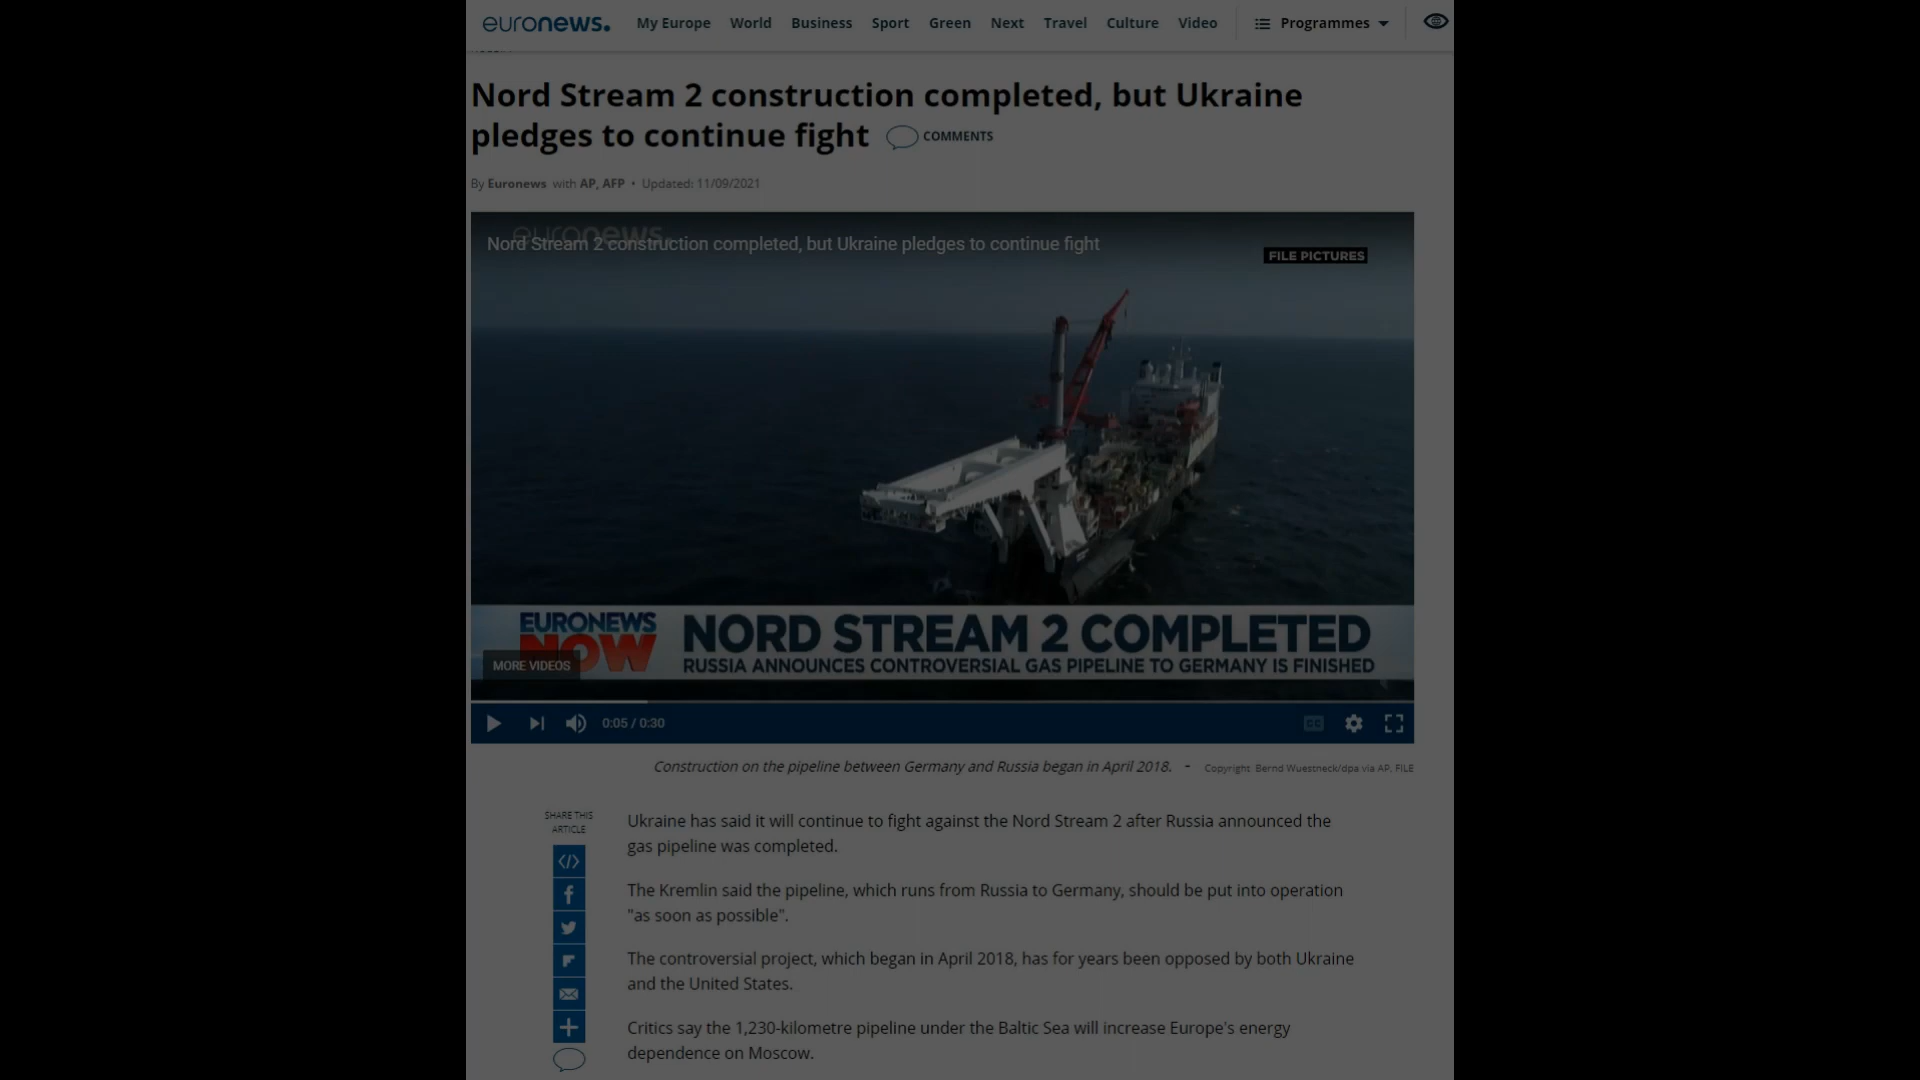 euronews.
My Europe World Business Sport Green Next Travel Culture Video Programmes
Nord Stream 2 construction completed, but Ukraine
pledges to continue fight COMMENTS
By Euronews with AP, AFP • Updated: 11/09/2021
euronews.
Nord Stream 2 construction completed, but Ukraine pledges to continue fight
FILE PICTURES
EURONEWS
NOW
NORD STREAM 2 COMPLETED
RUSSIA ANNOUNCES CONTROVERSIAL GAS PIPELINE TO GERMANY IS FINISHED
MORE VIDEOS
0:05 / 0:30
CC
Construction on the pipeline between Germany and Russia began in April 2018. - Copyright Bernd Wuestneck/dpa via AP, FILE
SHARE THIS
ARTICLE
Ukraine has said it will continue to fight against the Nord Stream 2 after Russia announced the
gas pipeline was completed.
The Kremlin said the pipeline, which runs from Russia to Germany, should be put into operation
"as soon as possible".
The controversial project, which began in April 2018, has for years been opposed by both Ukraine
and the United States.
Critics say the 1,230-kilometre pipeline under the Baltic Sea will increase Europe's energy
dependence on Moscow.